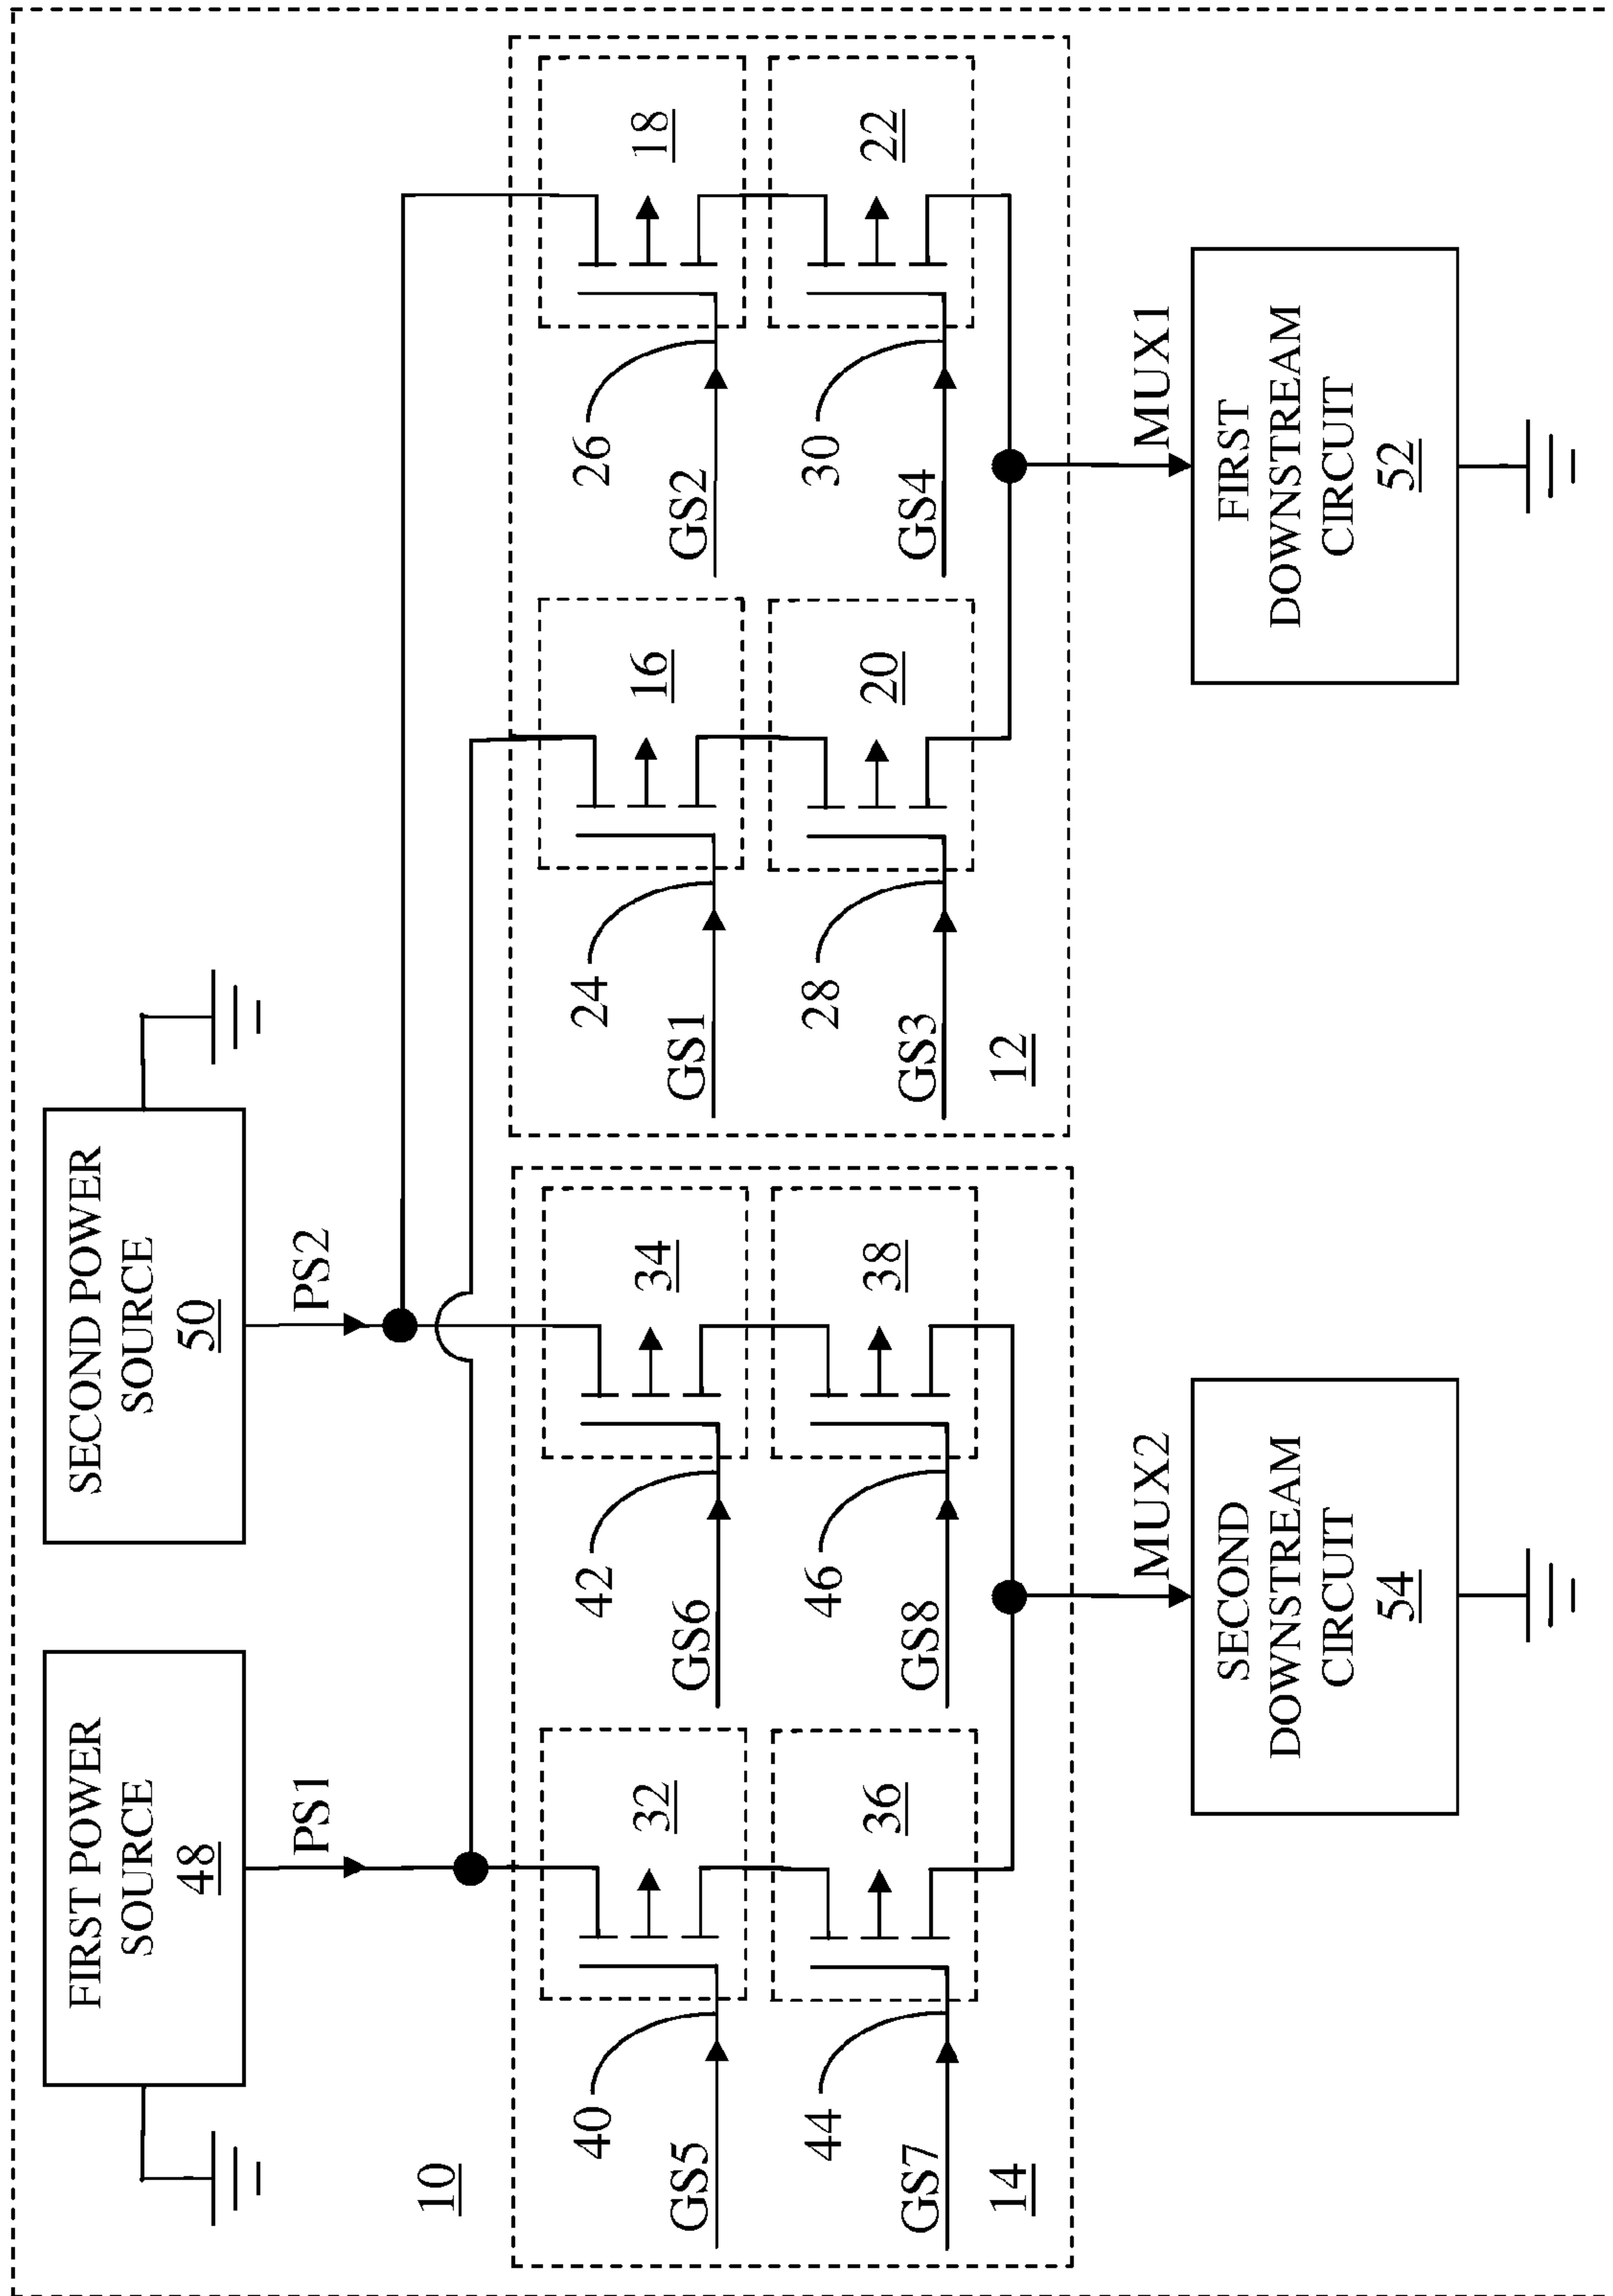 FIRST POWER
SOURCE
48
SECOND POWER
SOURCE
50
PS1
PS2
10
40
32
42
34
24
16
26
18
GS5
GS6
GS1
GS2
44
36
46
38
28
20
30
22
GS7
GS8
GS3
GS4
14
12
MUX2
MUX1
SECOND
DOWNSTREAM
CIRCUIT
54
FIRST
DOWNSTREAM
CIRCUIT
52